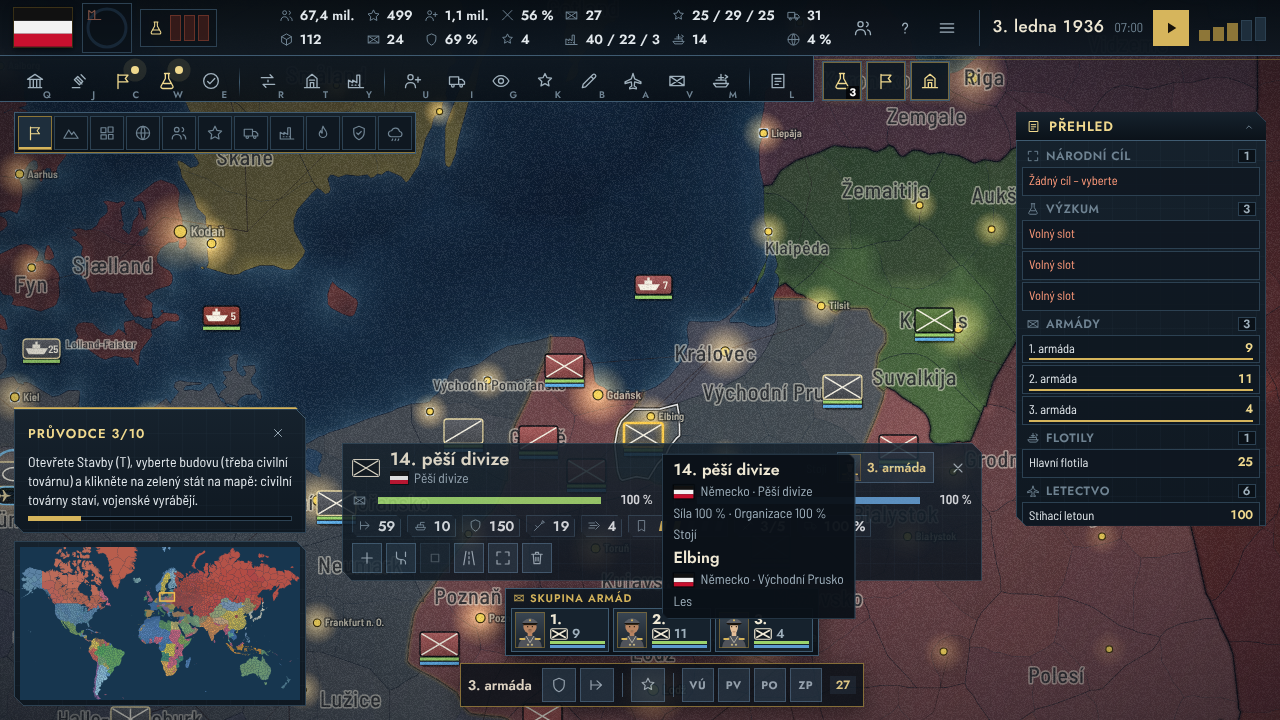 67,4 mil. 499 1,1 mil. 56 % 27 25 / 29 / 25 31
112 24 69 % 4 40 / 22 / 3 14 4 %
? 3. ledna 1936 07:00
Q J C W E R T Y U I G K B A V M L 3
Riga
Zemgale
Liepāja
Skåne
Aarhus
Kodaň
Sjælland
Fyn
Lolland-Falster
Kiel
5
25
7
Žemaitija
Klaipėda
Tilsit
Královec
Suvalkija
Gdaňsk
Elbing
PŘEHLED
NÁRODNÍ CÍL 1
Žádný cíl – vyberte
VÝZKUM 3
Volný slot
Volný slot
Volný slot
ARMÁDY 3
1. armáda 9
2. armáda 11
3. armáda 4
FLOTILY 1
Hlavní flotila 25
LETECTVO 6
Stíhací letoun 100
PRŮVODCE 3/10
Otevřete Stavby (T), vyberte budovu (třeba civilní
továrnu) a klikněte na zelený stát na mapě: civilní
továrny staví, vojenské vyrábějí.
14. pěší divize
Pěší divize
3. armáda
100 %
100 %
59 10 150 19 4
14. pěší divize
Německo · Pěší divize
Síla 100 % · Organizace 100 %
Stojí
Elbing
Německo · Východní Prusko
Les
Toruń
Białystok
Poznaň
Frankfurt n. O.
Lužice
Polesí
SKUPINA ARMÁD
1. 9
2. 11
3. 4
3. armáda VÚ PV PO ZP 27